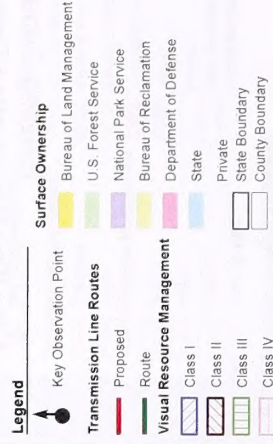 Legend
Key Observation Point
Transmission Line Routes
Proposed
Route
Visual Resource Management
Class I
Class II
Class III
Class IV
Surface Ownership
Bureau of Land Management
U.S. Forest Service
National Park Service
Bureau of Reclamation
Department of Defense
State
Private
State Boundary
County Boundary